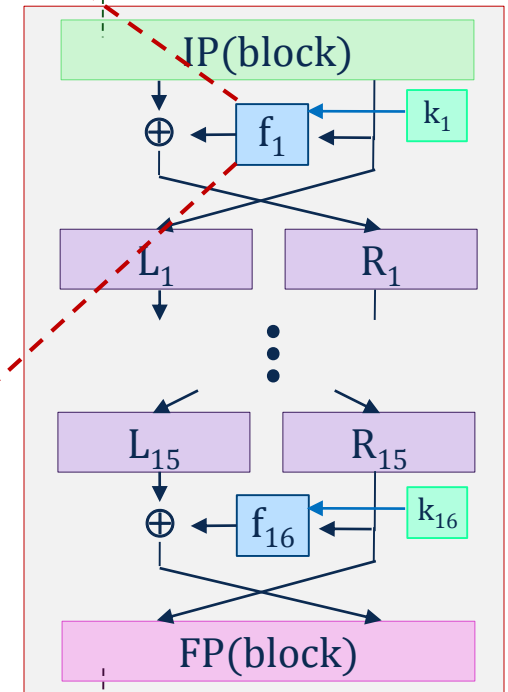 IP(block)
⊕ f₁ k₁
L₁ R₁
L₁₅ R₁₅
⊕ f₁₆ k₁₆
FP(block)